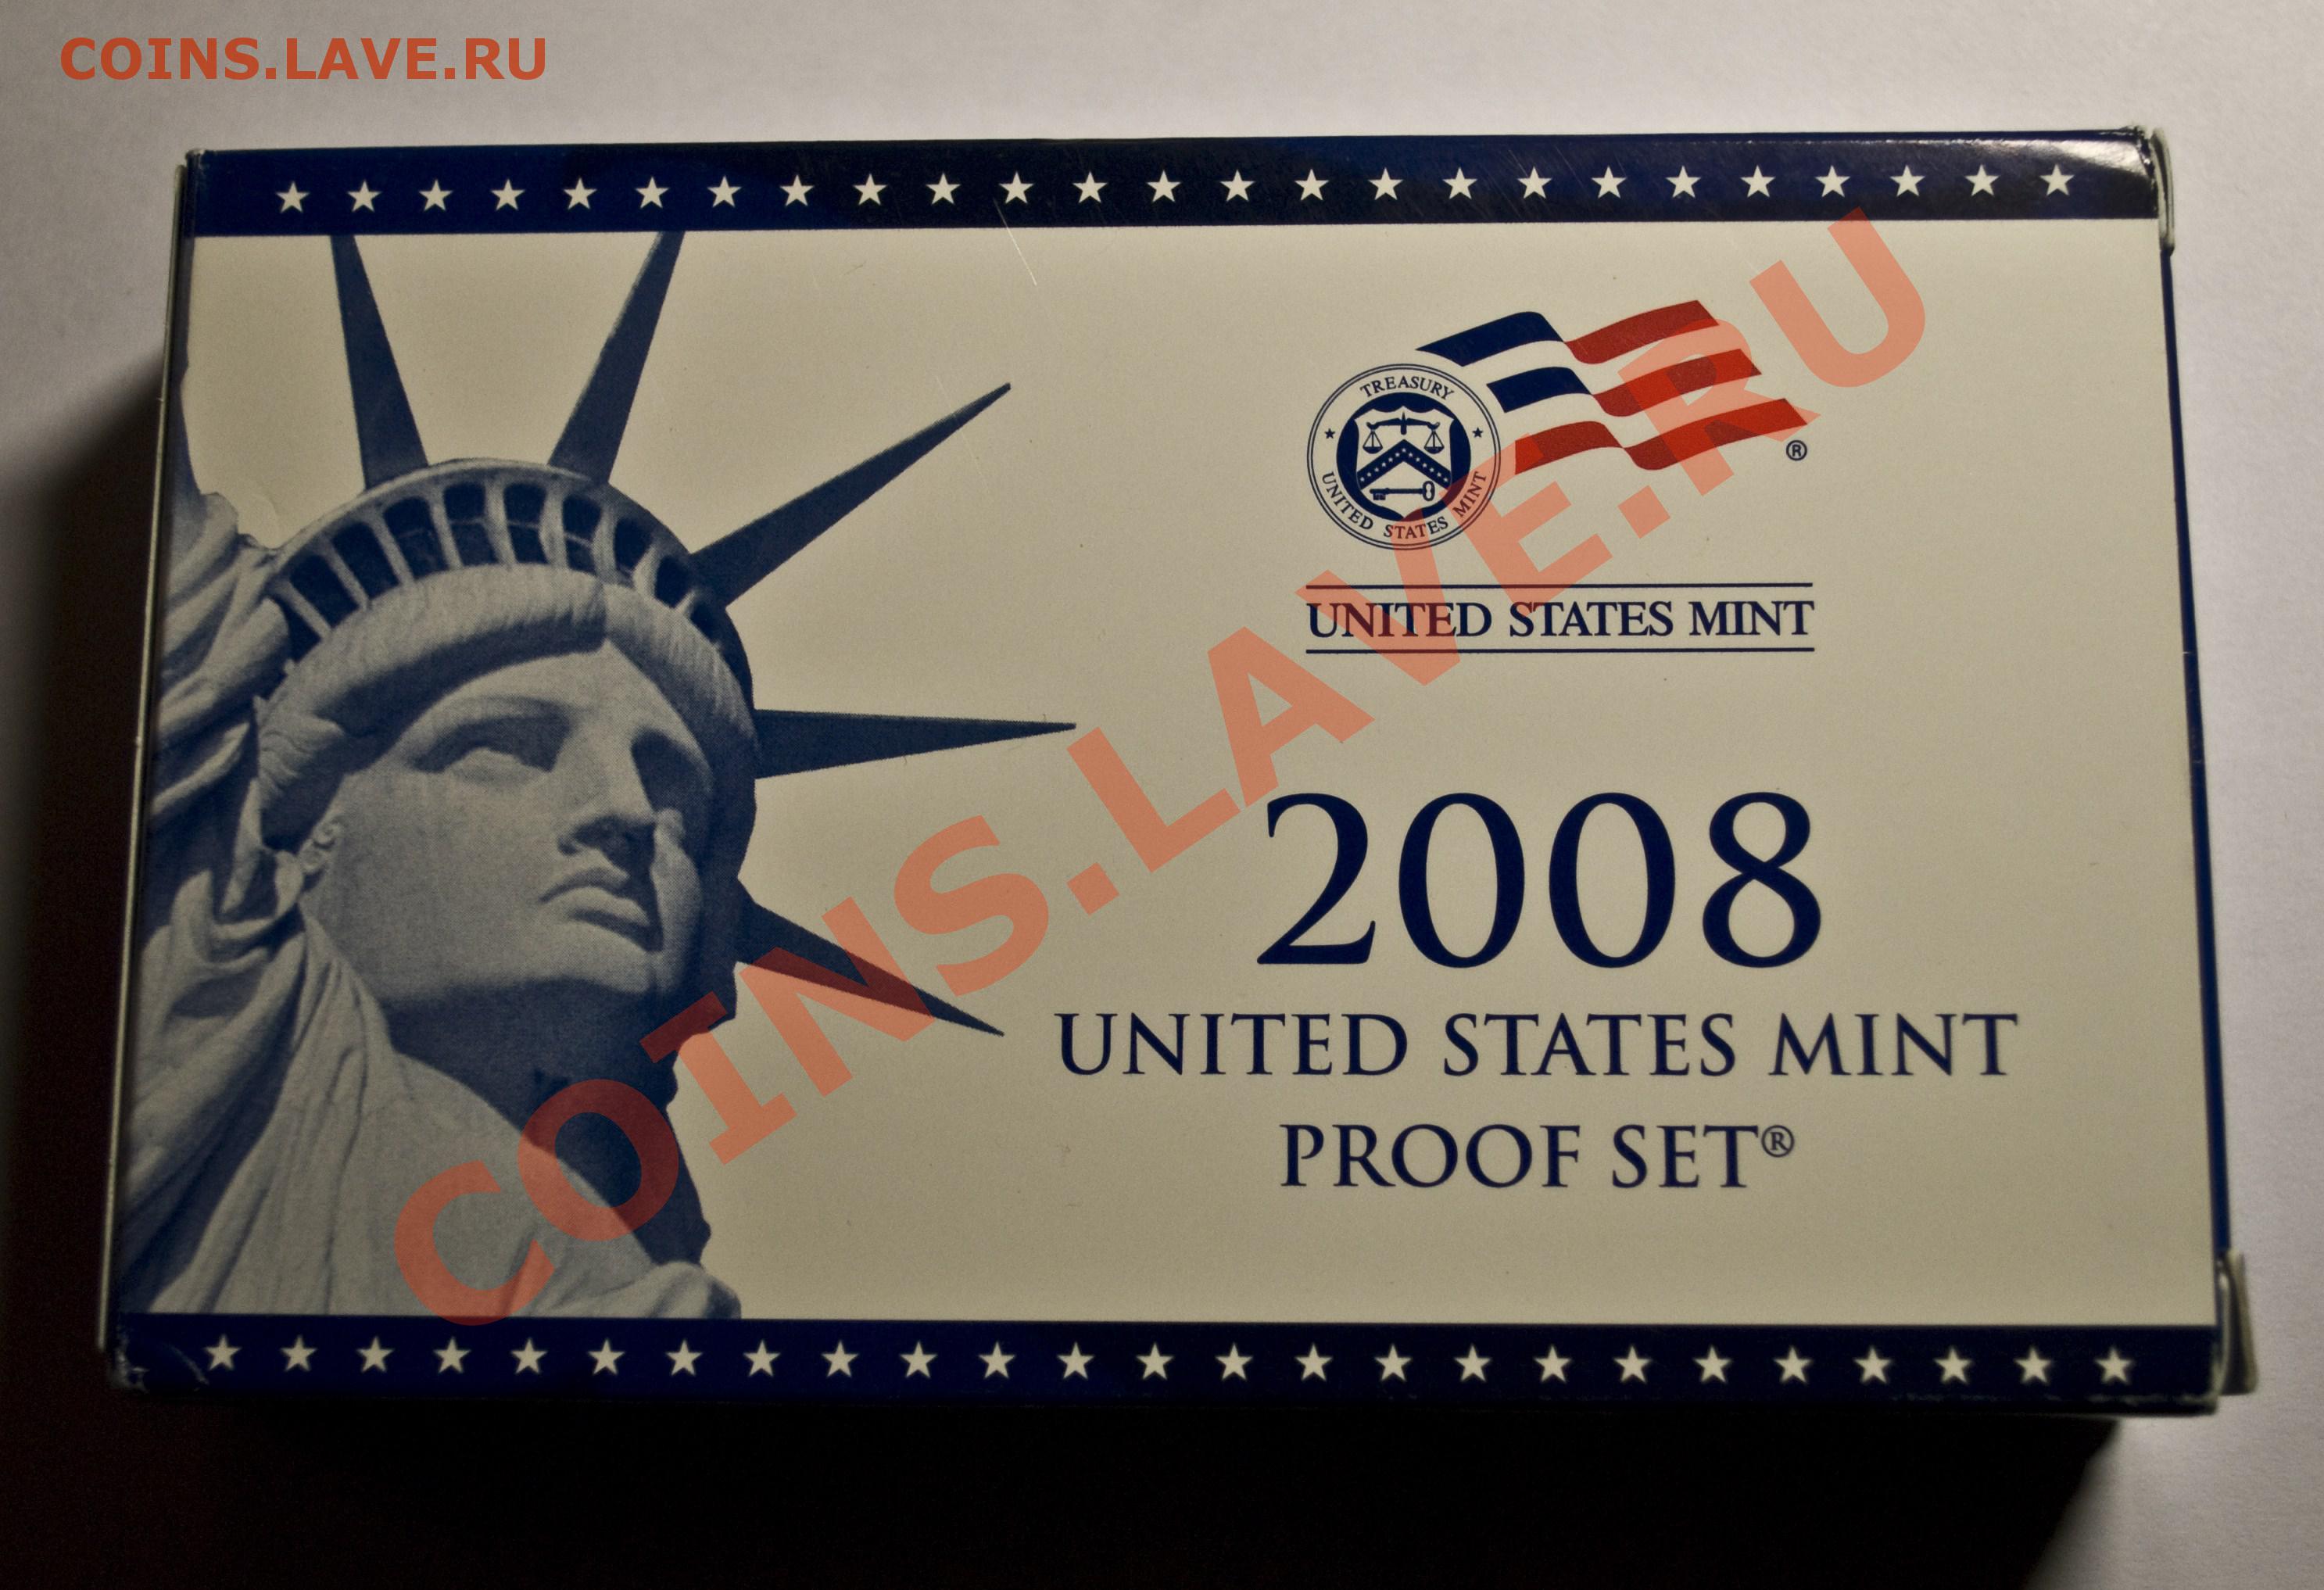 COINS.LAVE.RU
TREASURY
UNITED STATES MINT
®
UNITED STATES MINT
2008
UNITED STATES MINT
PROOF SET®
COINS.LAVE.RU